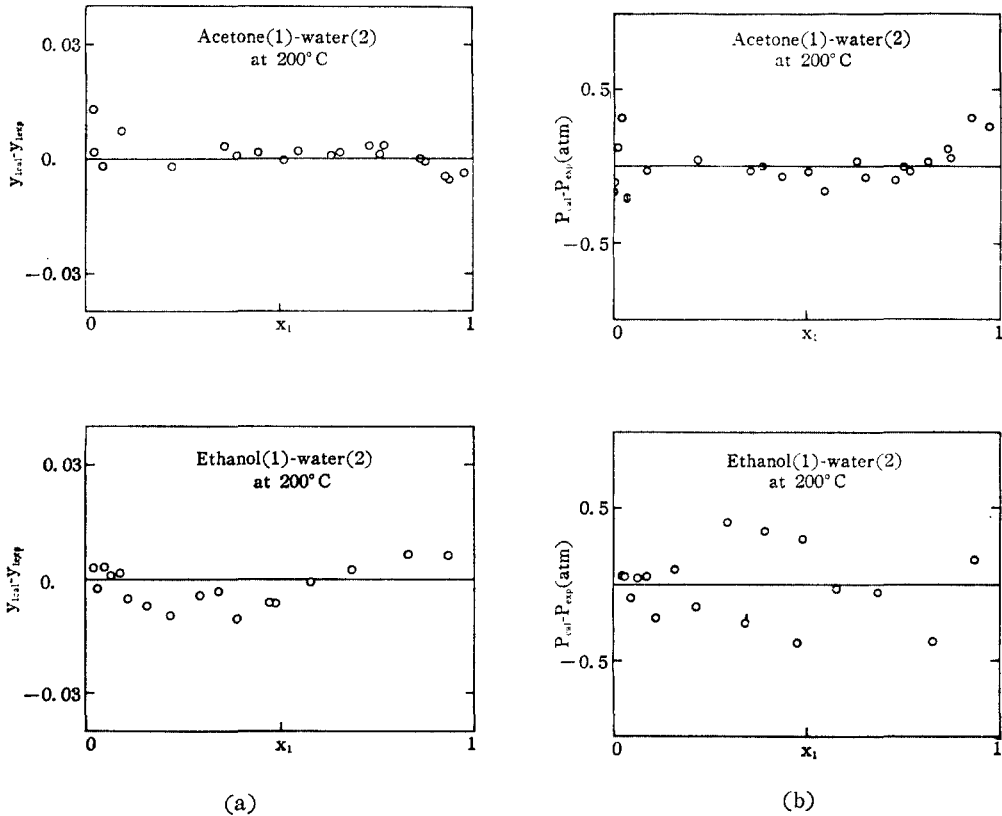 Acetone(1)-water(2)
at 200°C
0.03
0.
−0.03
y₁cal-y₁exp
0
x₁
1
Acetone(1)-water(2)
at 200°C
0.5
0
−0.5
Pcal-Pexp(atm)
0
x₁
1
Ethanol(1)-water(2)
at 200°C
0.03
0.
−0.03
y₁cal-y₁exp
0
x₁
1
Ethanol(1)-water(2)
at 200°C
0.5
0
−0.5
Pcal-Pexp(atm)
0
x₁
1
(a)
(b)